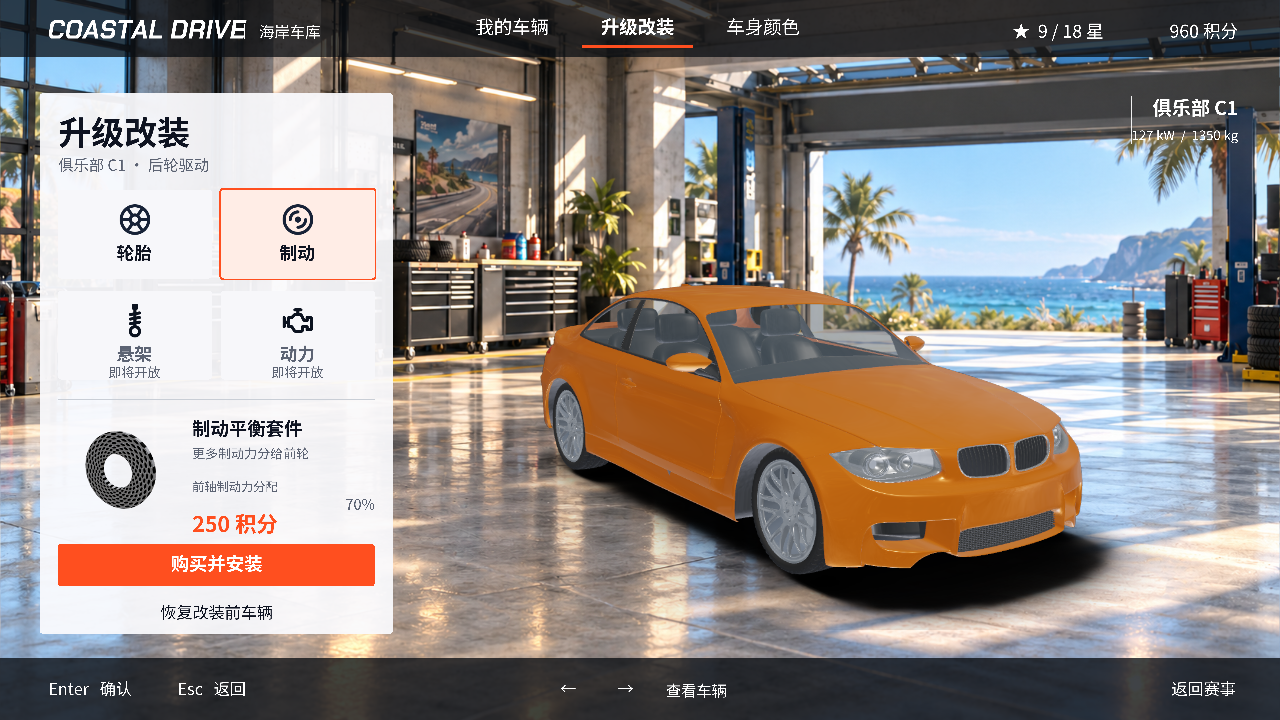 COASTAL DRIVE 海岸车库
我的车辆 升级改装 车身颜色
★ 9 / 18 星 960 积分
俱乐部 C1
127 kW / 1350 kg
升级改装
俱乐部 C1 · 后轮驱动
轮胎 制动
悬架 动力
即将开放 即将开放
制动平衡套件
更多制动力分给前轮
前轴制动力分配
70%
250 积分
购买并安装
恢复改装前车辆
Enter 确认 Esc 返回 ← → 查看车辆 返回赛事